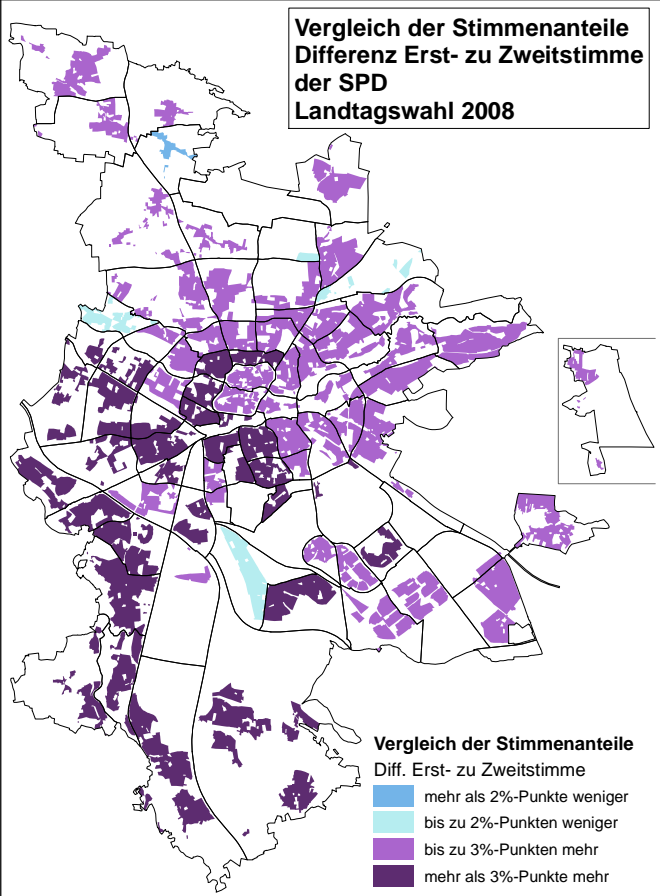 Vergleich der Stimmenanteile
Differenz Erst- zu Zweitstimme
der SPD
Landtagswahl 2008
Vergleich der Stimmenanteile
Diff. Erst- zu Zweitstimme
mehr als 2%-Punkte weniger
bis zu 2%-Punkten weniger
bis zu 3%-Punkten mehr
mehr als 3%-Punkte mehr